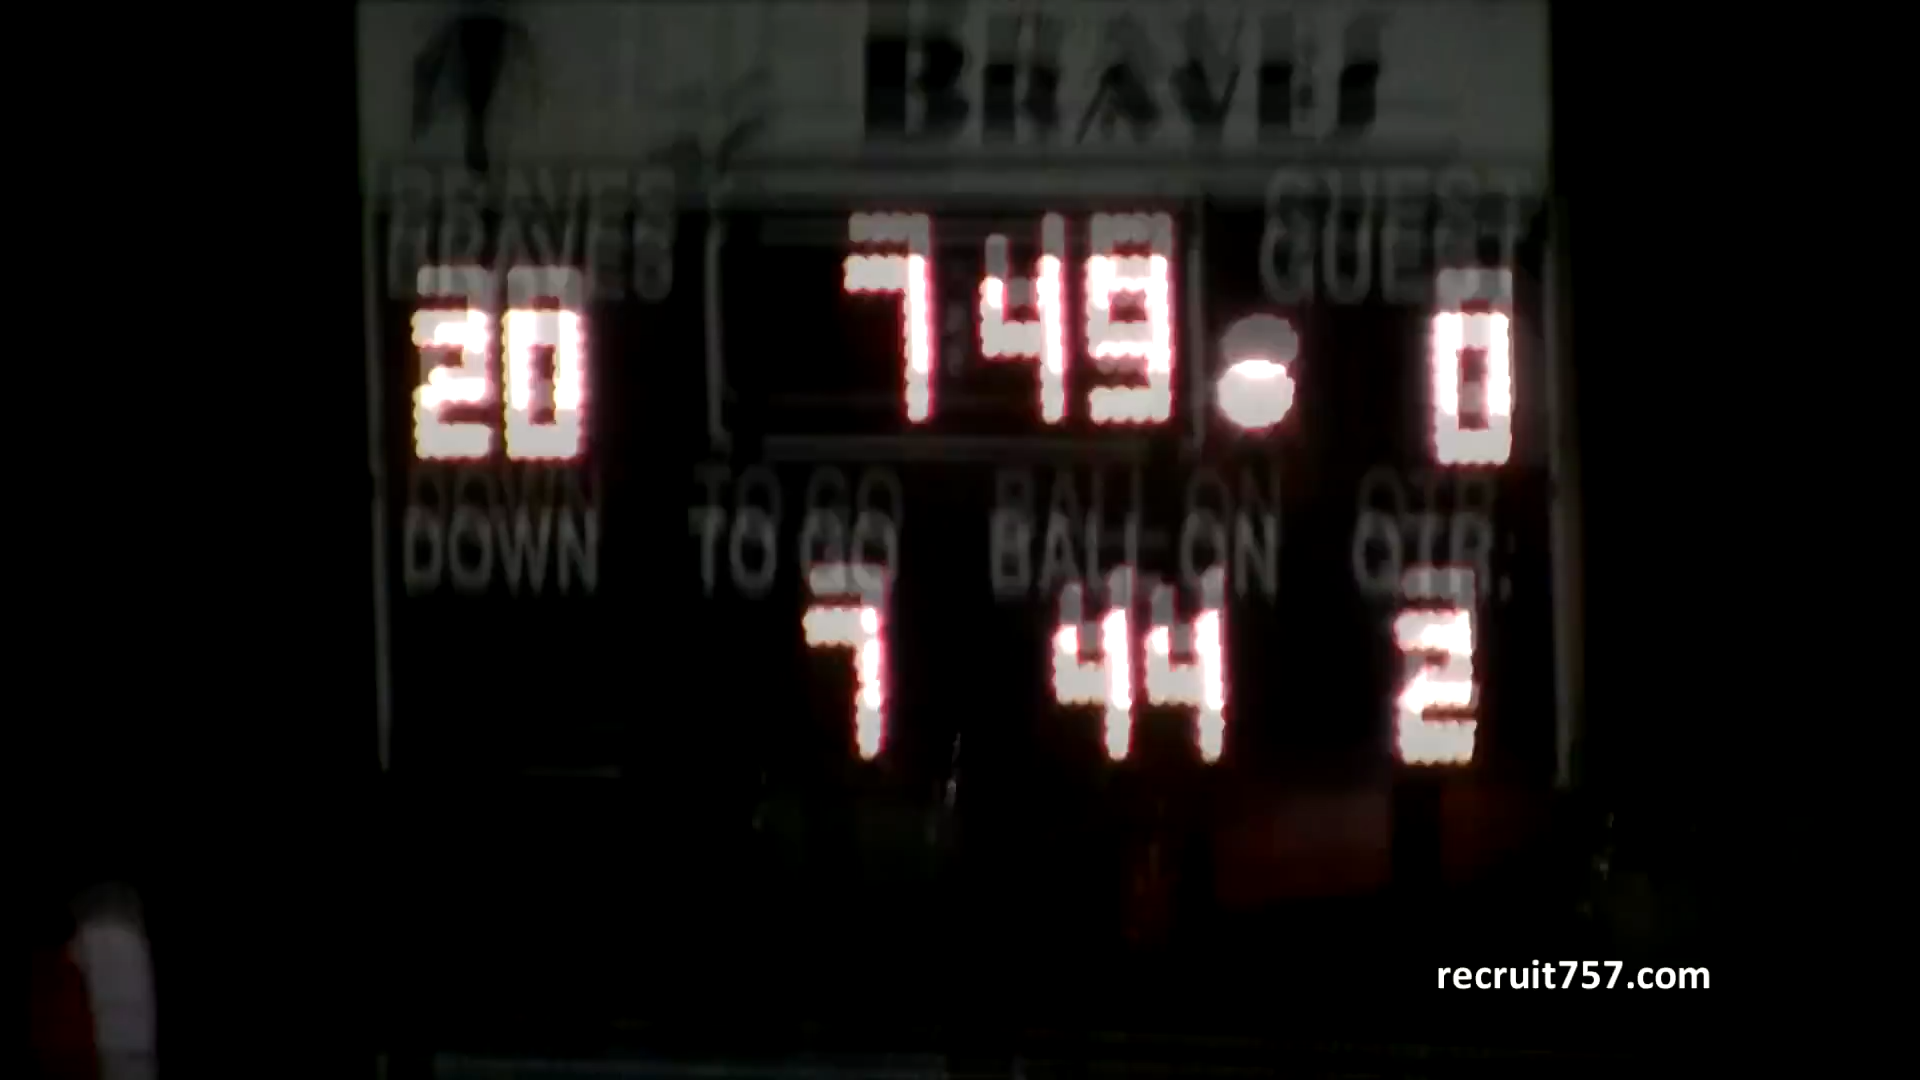 BRAVES
BRAVES 7 49 GUEST
20 0
DOWN TO GO BALL ON QTR.
7 44 2
recruit757.com